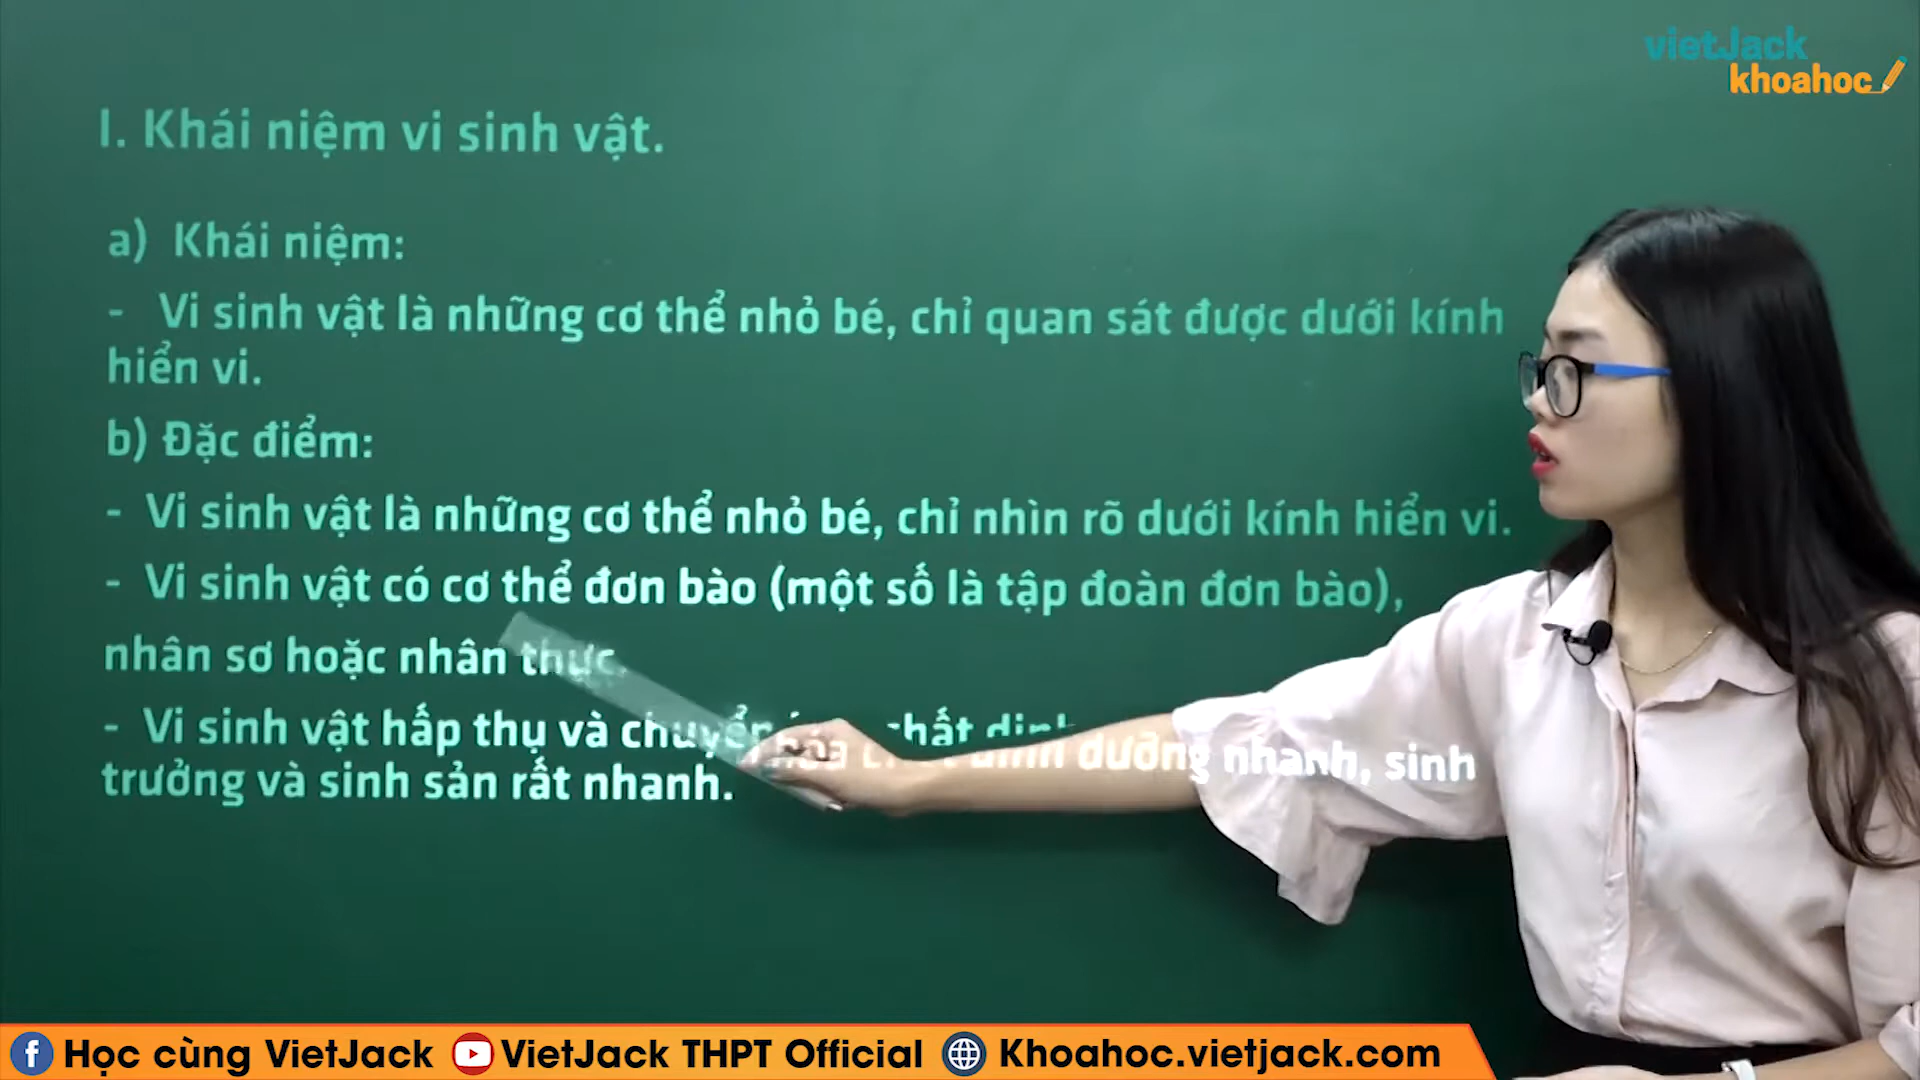 vietJack
khoahoc
I. Khái niệm vi sinh vật.
a) Khái niệm:
- Vi sinh vật là những cơ thể nhỏ bé, chỉ quan sát được dưới kính
hiển vi.
b) Đặc điểm:
- Vi sinh vật là những cơ thể nhỏ bé, chỉ nhìn rõ dưới kính hiển vi.
- Vi sinh vật có cơ thể đơn bào (một số là tập đoàn đơn bào),
nhân sơ hoặc nhân thực.
- Vi sinh vật hấp thụ và chuyển hóa chất dinh dưỡng nhanh, sinh
trưởng và sinh sản rất nhanh.
Học cùng VietJack VietJack THPT Official Khoahoc.vietjack.com